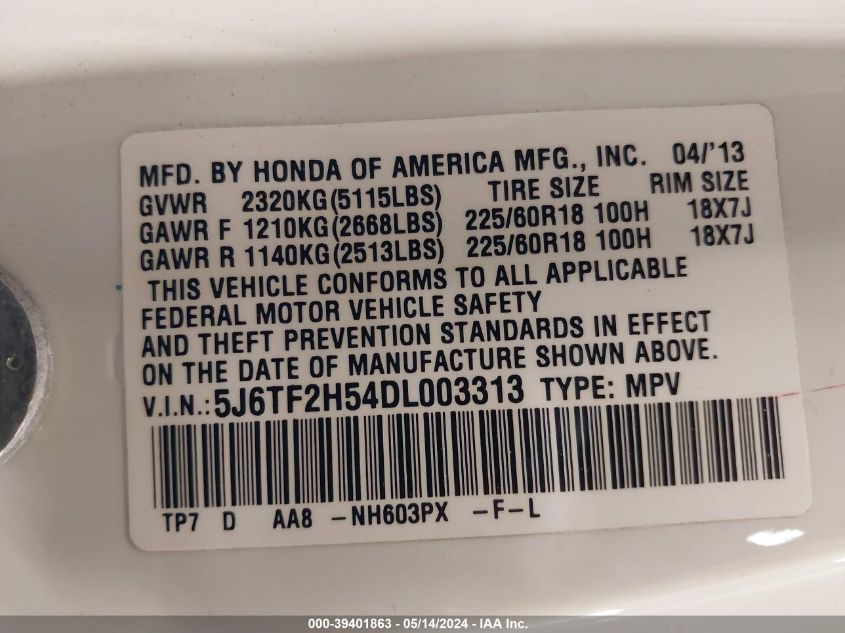 MFD. BY HONDA OF AMERICA MFG., INC. 04/'13
GVWR 2320KG(5115LBS) TIRE SIZE RIM SIZE
GAWR F 1210KG(2668LBS) 225/60R18 100H 18X7J
GAWR R 1140KG(2513LBS) 225/60R18 100H 18X7J
THIS VEHICLE CONFORMS TO ALL APPLICABLE
FEDERAL MOTOR VEHICLE SAFETY
AND THEFT PREVENTION STANDARDS IN EFFECT
ON THE DATE OF MANUFACTURE SHOWN ABOVE.
V.I.N.: 5J6TF2H54DL003313 TYPE: MPV
TP7 D AA8 -NH603PX -F-L
000-39401863 - 05/14/2024 - IAA Inc.